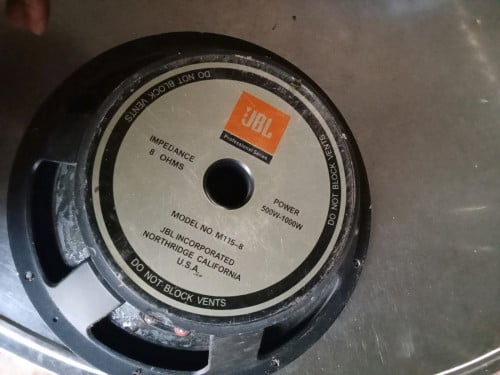 DO NOT BLOCK VENTS
JBL
Professional Series
IMPEDANCE
8 OHMS
POWER
500W-1000W
MODEL NO M115-8
JBL INCORPORATED
NORTHRIDGE CALIFORNIA
U.S.A.
DO NOT BLOCK VENTS
DO NOT BLOCK VENTS